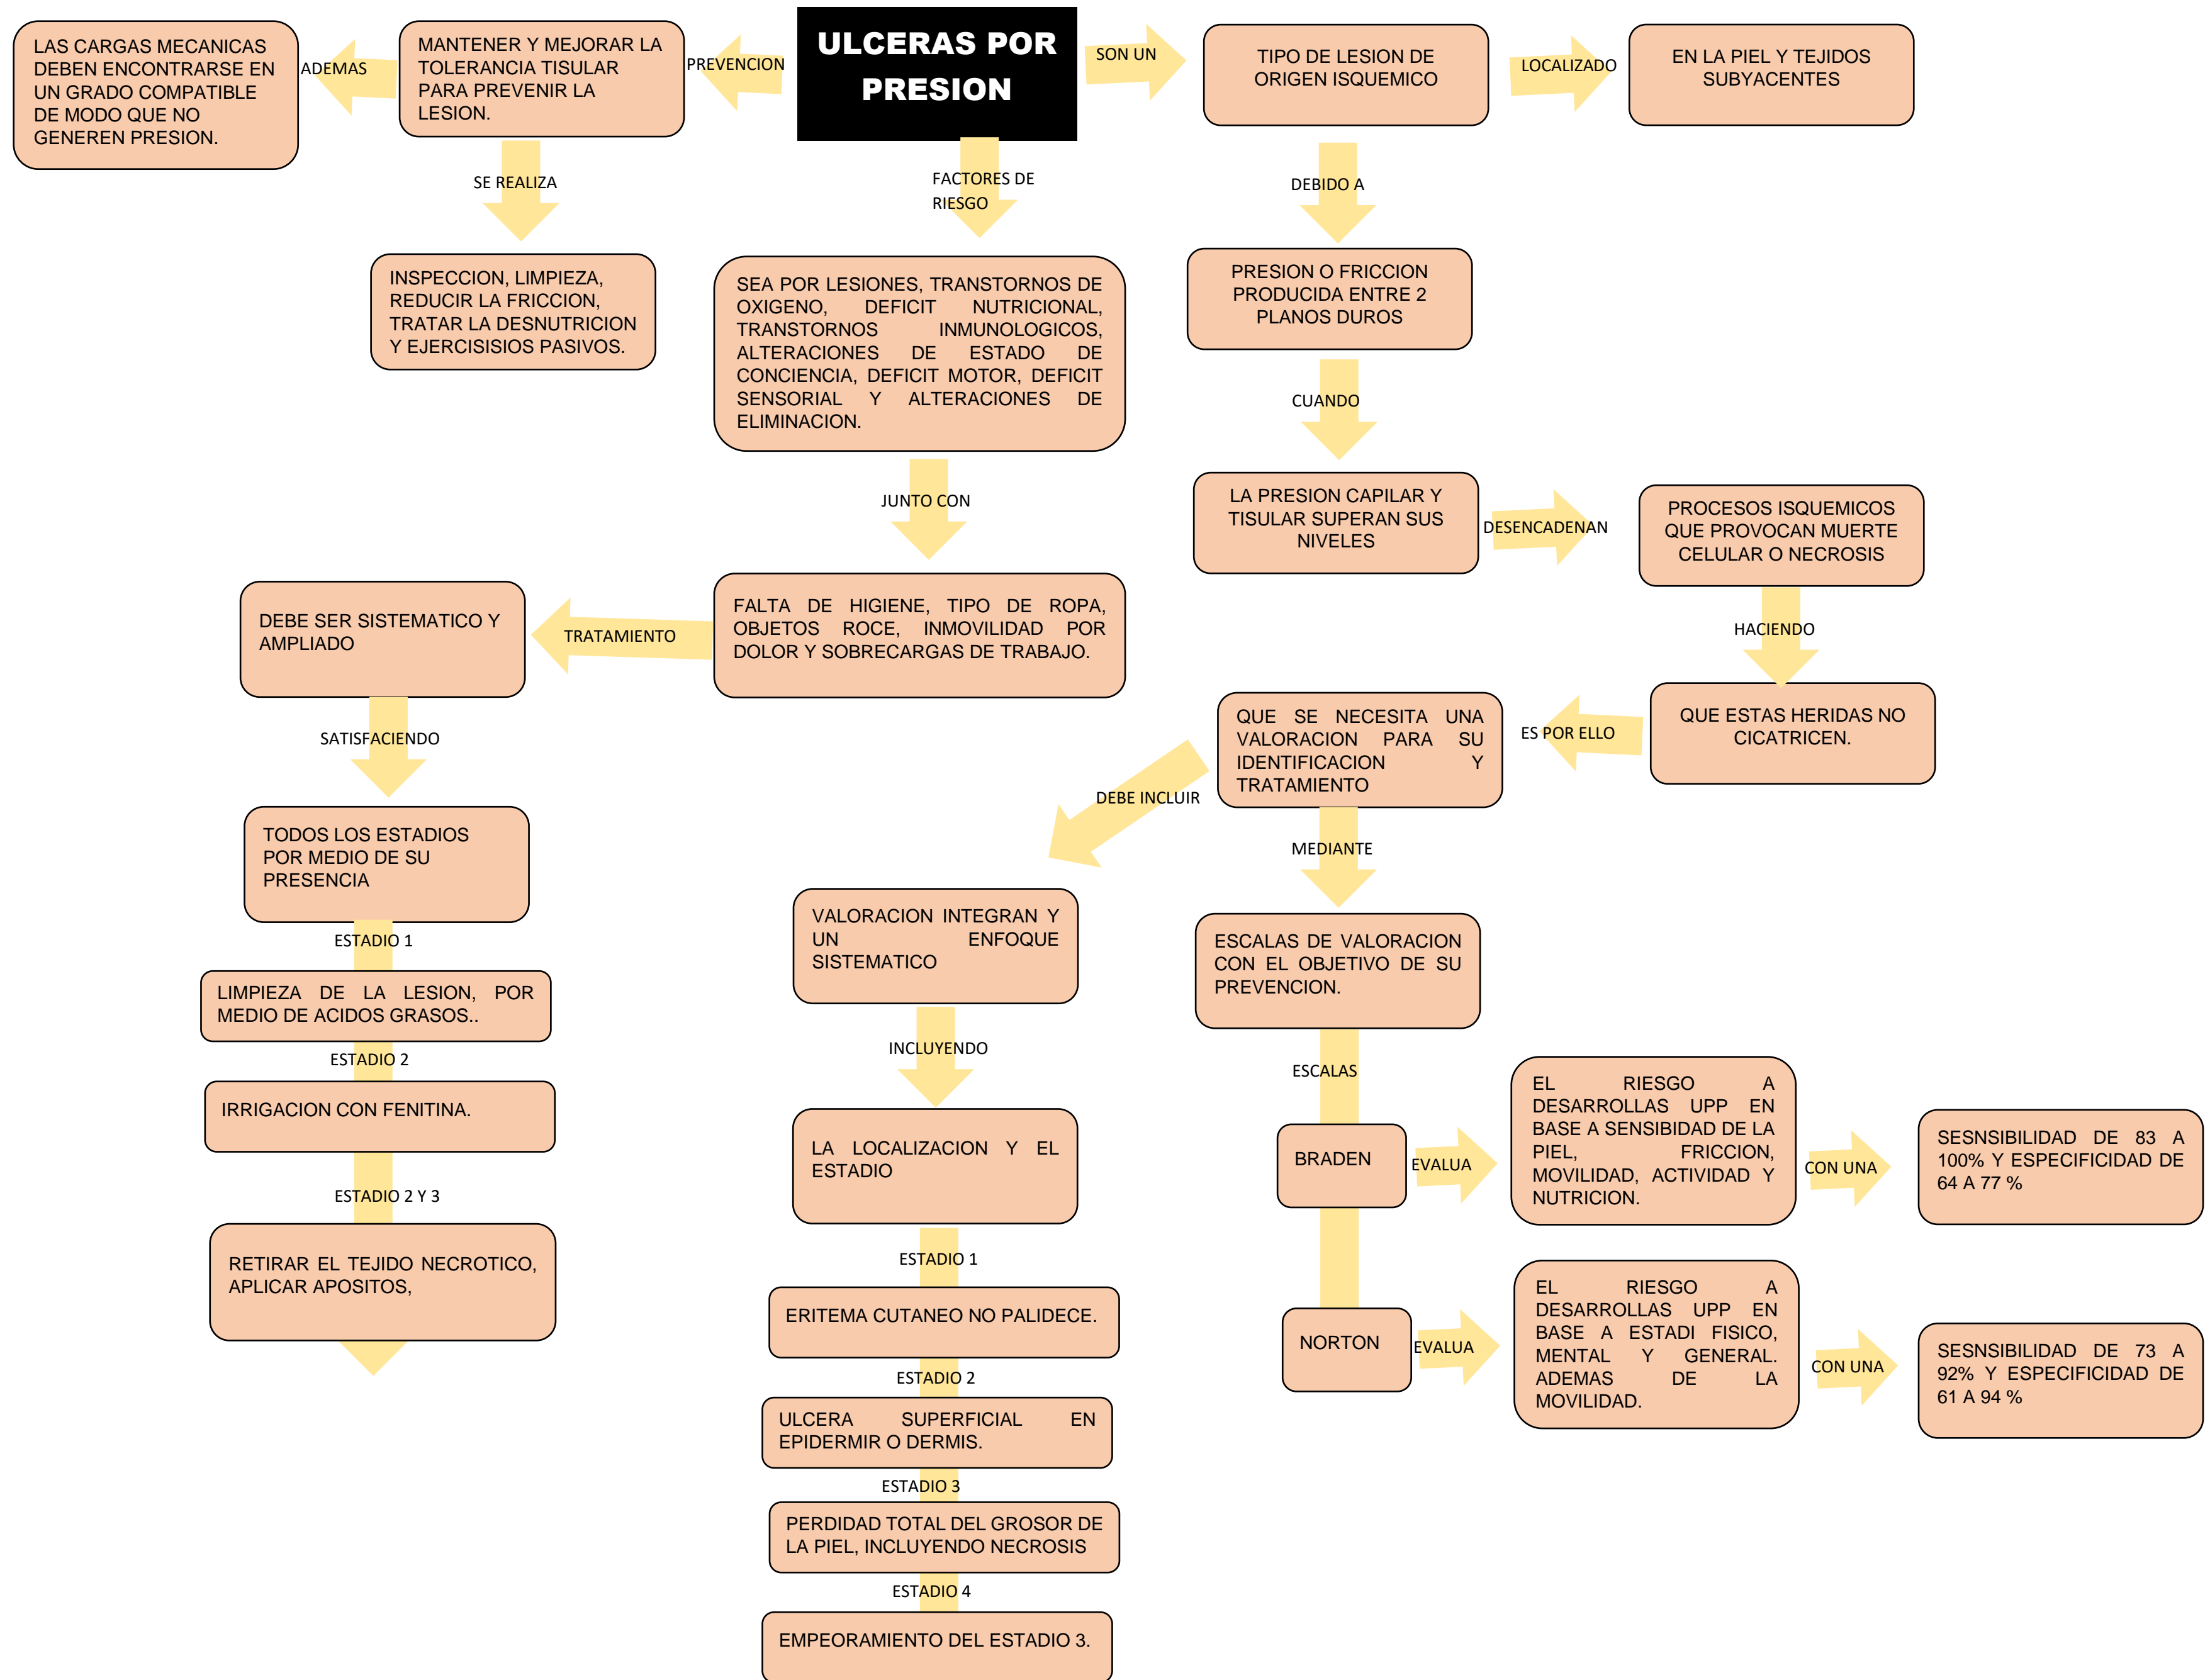 ULCERAS POR
PRESION
PREVENCION
MANTENER Y MEJORAR LA
TOLERANCIA TISULAR
PARA PREVENIR LA
LESION.
ADEMAS
LAS CARGAS MECANICAS
DEBEN ENCONTRARSE EN
UN GRADO COMPATIBLE
DE MODO QUE NO
GENEREN PRESION.
SE REALIZA
INSPECCION, LIMPIEZA,
REDUCIR LA FRICCION,
TRATAR LA DESNUTRICION
Y EJERCISISIOS PASIVOS.
FACTORES DE
RIESGO
SEA POR LESIONES, TRANSTORNOS DE
OXIGENO, DEFICIT NUTRICIONAL,
TRANSTORNOS INMUNOLOGICOS,
ALTERACIONES DE ESTADO DE
CONCIENCIA, DEFICIT MOTOR, DEFICIT
SENSORIAL Y ALTERACIONES DE
ELIMINACION.
JUNTO CON
FALTA DE HIGIENE, TIPO DE ROPA,
OBJETOS ROCE, INMOVILIDAD POR
DOLOR Y SOBRECARGAS DE TRABAJO.
TRATAMIENTO
DEBE SER SISTEMATICO Y
AMPLIADO
SATISFACIENDO
TODOS LOS ESTADIOS
POR MEDIO DE SU
PRESENCIA
ESTADIO 1
LIMPIEZA DE LA LESION, POR
MEDIO DE ACIDOS GRASOS..
ESTADIO 2
IRRIGACION CON FENITINA.
ESTADIO 2 Y 3
RETIRAR EL TEJIDO NECROTICO,
APLICAR APOSITOS,
SON UN
TIPO DE LESION DE
ORIGEN ISQUEMICO
LOCALIZADO
EN LA PIEL Y TEJIDOS
SUBYACENTES
DEBIDO A
PRESION O FRICCION
PRODUCIDA ENTRE 2
PLANOS DUROS
CUANDO
LA PRESION CAPILAR Y
TISULAR SUPERAN SUS
NIVELES
DESENCADENAN
PROCESOS ISQUEMICOS
QUE PROVOCAN MUERTE
CELULAR O NECROSIS
HACIENDO
QUE ESTAS HERIDAS NO
CICATRICEN.
ES POR ELLO
QUE SE NECESITA UNA
VALORACION PARA SU
IDENTIFICACION Y
TRATAMIENTO
DEBE INCLUIR
VALORACION INTEGRAN Y
UN ENFOQUE
SISTEMATICO
INCLUYENDO
LA LOCALIZACION Y EL
ESTADIO
ESTADIO 1
ERITEMA CUTANEO NO PALIDECE.
ESTADIO 2
ULCERA SUPERFICIAL EN
EPIDERMIR O DERMIS.
ESTADIO 3
PERDIDAD TOTAL DEL GROSOR DE
LA PIEL, INCLUYENDO NECROSIS
ESTADIO 4
EMPEORAMIENTO DEL ESTADIO 3.
MEDIANTE
ESCALAS DE VALORACION
CON EL OBJETIVO DE SU
PREVENCION.
ESCALAS
BRADEN
EVALUA
EL RIESGO A
DESARROLLAS UPP EN
BASE A SENSIBIDAD DE LA
PIEL, FRICCION,
MOVILIDAD, ACTIVIDAD Y
NUTRICION.
CON UNA
SESNSIBILIDAD DE 83 A
100% Y ESPECIFICIDAD DE
64 A 77 %
NORTON
EVALUA
EL RIESGO A
DESARROLLAS UPP EN
BASE A ESTADI FISICO,
MENTAL Y GENERAL.
ADEMAS DE LA
MOVILIDAD.
CON UNA
SESNSIBILIDAD DE 73 A
92% Y ESPECIFICIDAD DE
61 A 94 %